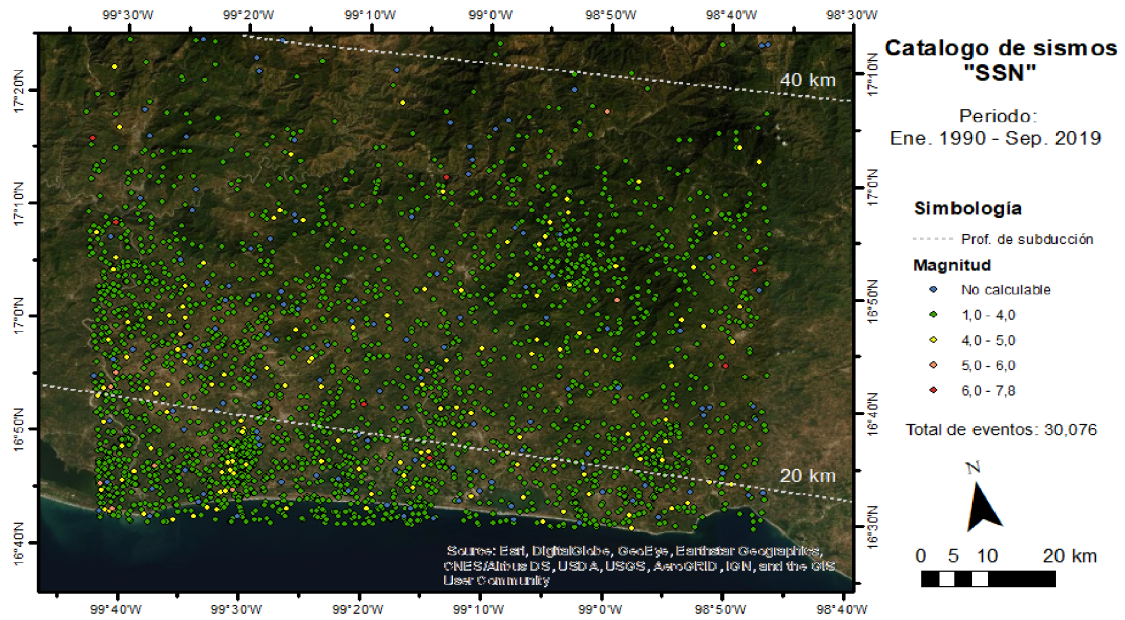 99°30'W 99°20'W 99°10'W 99°0'W 98°50'W 98°40'W 98°30'W
Catalogo de sismos
"SSN"
Periodo:
Ene. 1990 - Sep. 2019
40 km
17°20'N
17°10'N
17°0'N
16°50'N
16°40'N
17°10'N
17°0'N
16°50'N
16°40'N
16°30'N
Simbología
Prof. de subducción
Magnitud
No calculable
1,0 - 4,0
4,0 - 5,0
5,0 - 6,0
6,0 - 7,8
Total de eventos: 30,076
20 km
N
0 5 10 20 km
Source: Esri, DigitalGlobe, GeoEye, Earthstar Geographics,
CNES/Airbus DS, USDA, USGS, AeroGRID, IGN, and the GIS
User Community
99°40'W 99°30'W 99°20'W 99°10'W 99°0'W 98°50'W 98°40'W